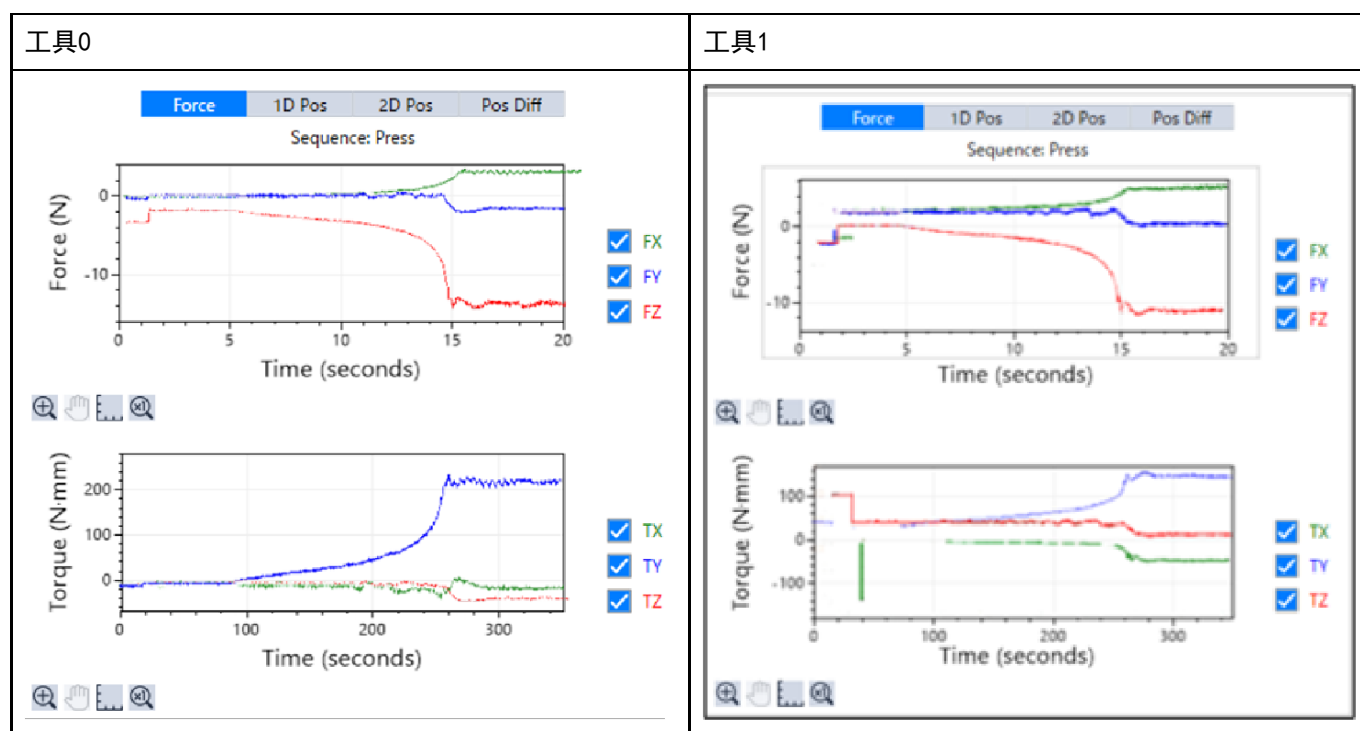 工具0
工具1
Force 1D Pos 2D Pos Pos Diff
Sequence: Press
Force (N)
0
-10
0 5 10 15 20
Time (seconds)
FX
FY
FZ
Torque (N·mm)
200
100
0
0 100 200 300
Time (seconds)
TX
TY
TZ
Force 1D Pos 2D Pos Pos Diff
Sequence: Press
Force (N)
0
-10
0 5 10 15 20
Time (seconds)
FX
FY
FZ
Torque (N·mm)
100
0
-100
0 100 200 300
Time (seconds)
TX
TY
TZ